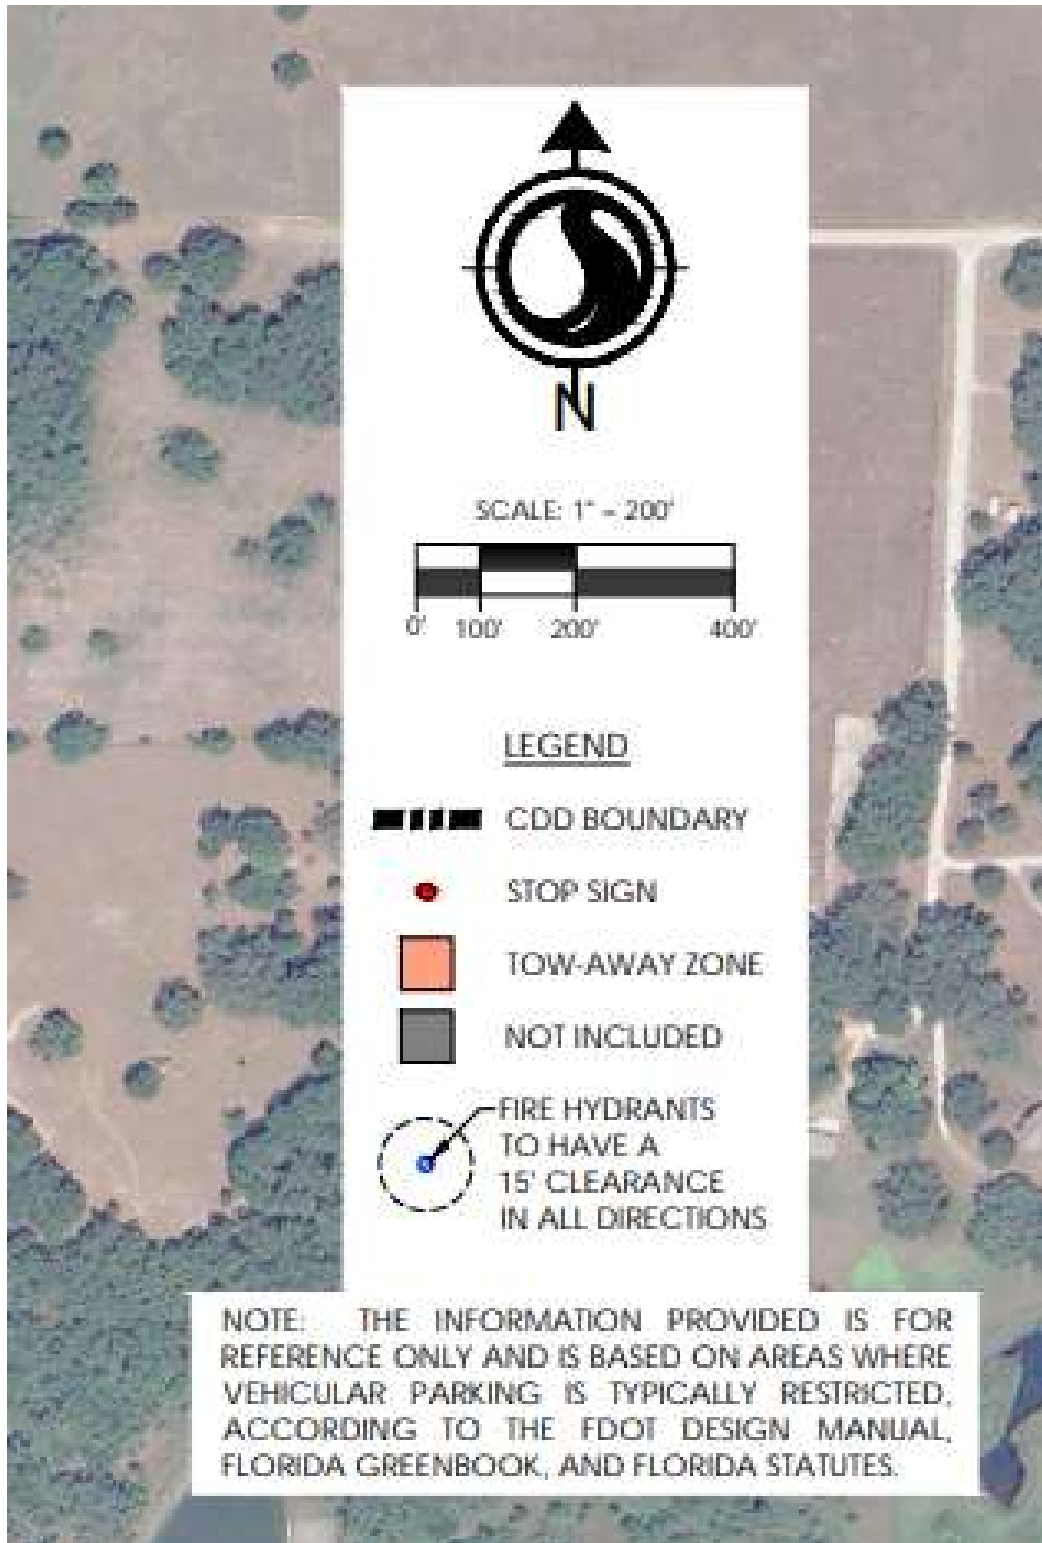 N
SCALE: 1" = 200'
0' 100' 200' 400'
LEGEND
CDD BOUNDARY
STOP SIGN
TOW-AWAY ZONE
NOT INCLUDED
FIRE HYDRANTS
TO HAVE A
15' CLEARANCE
IN ALL DIRECTIONS
NOTE: THE INFORMATION PROVIDED IS FOR
REFERENCE ONLY AND IS BASED ON AREAS WHERE
VEHICULAR PARKING IS TYPICALLY RESTRICTED,
ACCORDING TO THE FDOT DESIGN MANUAL,
FLORIDA GREENBOOK, AND FLORIDA STATUTES.